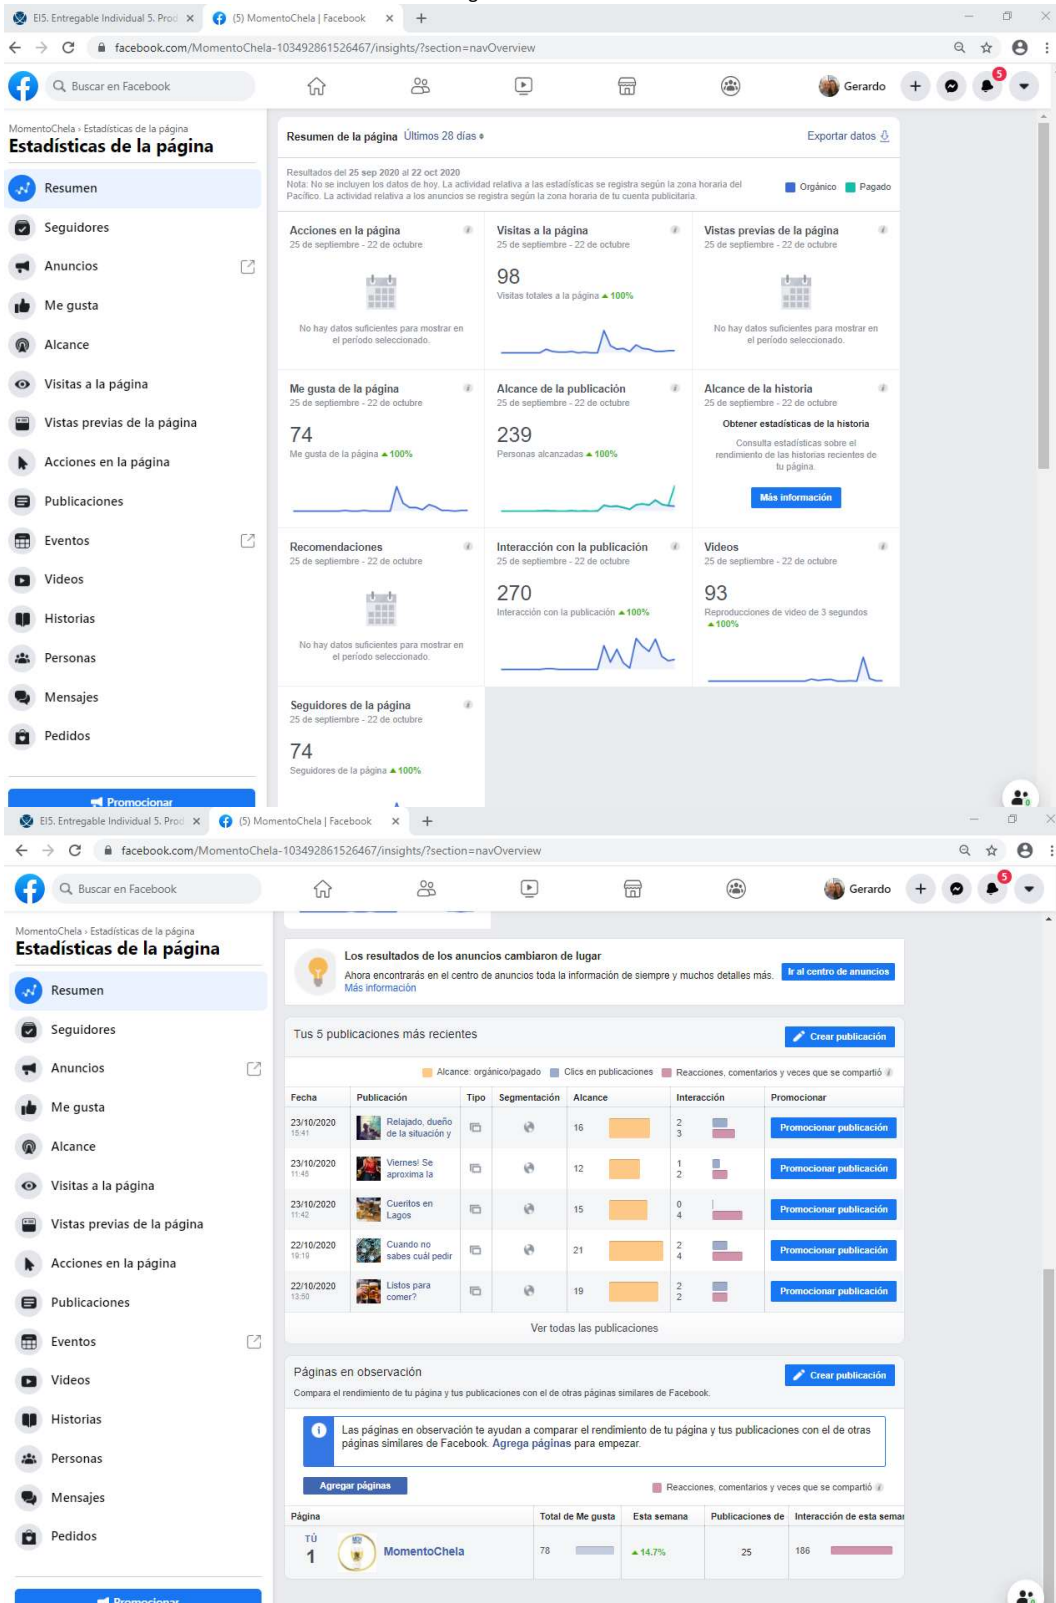 EI5. Entregable Individual 5. Prod
(5) MomentoChela | Facebook
facebook.com/MomentoChela-103492861526467/insights/?section=navOverview
Buscar en Facebook
Gerardo
5
MomentoChela › Estadísticas de la página
Estadísticas de la página
Resumen
Seguidores
Anuncios
Me gusta
Alcance
Visitas a la página
Vistas previas de la página
Acciones en la página
Publicaciones
Eventos
Videos
Historias
Personas
Mensajes
Pedidos
Promocionar
Resumen de la página Últimos 28 días
Exportar datos
Resultados del 25 sep 2020 al 22 oct 2020
Nota: No se incluyen los datos de hoy. La actividad relativa a las estadísticas se registra según la zona horaria del
Pacífico. La actividad relativa a los anuncios se registra según la zona horaria de tu cuenta publicitaria.
Orgánico Pagado
Acciones en la página
25 de septiembre - 22 de octubre
No hay datos suficientes para mostrar en
el período seleccionado.
Visitas a la página
25 de septiembre - 22 de octubre
98
Visitas totales a la página ▲100%
Vistas previas de la página
25 de septiembre - 22 de octubre
No hay datos suficientes para mostrar en
el período seleccionado.
Me gusta de la página
25 de septiembre - 22 de octubre
74
Me gusta de la página ▲100%
Alcance de la publicación
25 de septiembre - 22 de octubre
239
Personas alcanzadas ▲100%
Alcance de la historia
25 de septiembre - 22 de octubre
Obtener estadísticas de la historia
Consulta estadísticas sobre el
rendimiento de las historias recientes de
tu página.
Más información
Recomendaciones
25 de septiembre - 22 de octubre
No hay datos suficientes para mostrar en
el período seleccionado.
Interacción con la publicación
25 de septiembre - 22 de octubre
270
Interacción con la publicación ▲100%
Videos
25 de septiembre - 22 de octubre
93
Reproducciones de video de 3 segundos
▲100%
Seguidores de la página
25 de septiembre - 22 de octubre
74
Seguidores de la página ▲100%
EI5. Entregable Individual 5. Prod
(5) MomentoChela | Facebook
facebook.com/MomentoChela-103492861526467/insights/?section=navOverview
Buscar en Facebook
Gerardo
5
MomentoChela › Estadísticas de la página
Estadísticas de la página
Resumen
Seguidores
Anuncios
Me gusta
Alcance
Visitas a la página
Vistas previas de la página
Acciones en la página
Publicaciones
Eventos
Videos
Historias
Personas
Mensajes
Pedidos
Promocionar
Los resultados de los anuncios cambiaron de lugar
Ahora encontrarás en el centro de anuncios toda la información de siempre y muchos detalles más.
Más información
Ir al centro de anuncios
Tus 5 publicaciones más recientes
Crear publicación
Alcance: orgánico/pagado Clics en publicaciones Reacciones, comentarios y veces que se compartió
Fecha Publicación Tipo Segmentación Alcance Interacción Promocionar
23/10/2020 15:41 Relajado, dueño de la situación y 16 2 3 Promocionar publicación
23/10/2020 11:46 Viernes! Se aproxima la 12 1 2 Promocionar publicación
23/10/2020 11:42 Cueritos en Lagos 15 0 4 Promocionar publicación
22/10/2020 19:19 Cuando no sabes cuál pedir 21 2 4 Promocionar publicación
22/10/2020 13:50 Listos para comer? 19 2 2 Promocionar publicación
Ver todas las publicaciones
Páginas en observación
Crear publicación
Compara el rendimiento de tu página y tus publicaciones con el de otras páginas similares de Facebook.
Las páginas en observación te ayudan a comparar el rendimiento de tu página y tus publicaciones con el de otras
páginas similares de Facebook. Agrega páginas para empezar.
Agregar páginas
Reacciones, comentarios y veces que se compartió
Página Total de Me gusta Esta semana Publicaciones de Interacción de esta semar
TÚ
1 MomentoChela 78 ▲14.7% 25 186